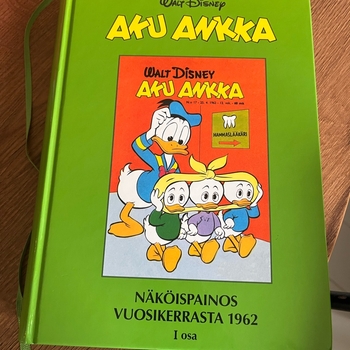 WALT DISNEY
AKU ANKKA
WALT DISNEY
AKU ANKKA
HAMMASLÄÄKÄRI
NÄKÖISPAINOS
VUOSIKERRASTA 1962
I osa